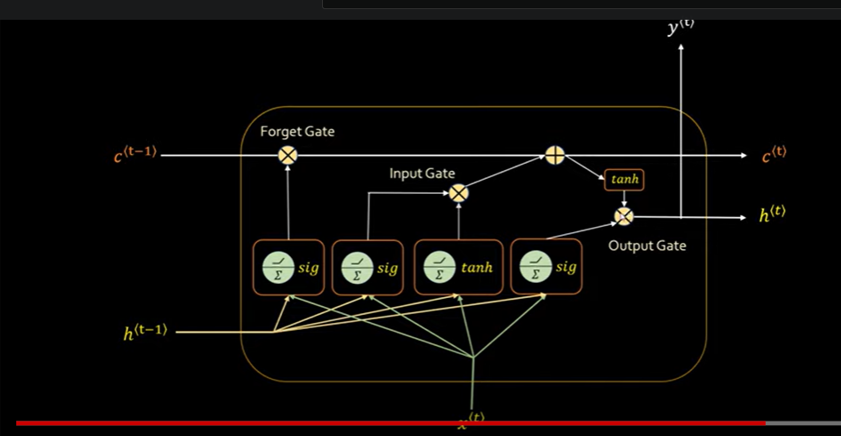 y⟨t⟩
Forget Gate
c⟨t−1⟩
c⟨t⟩
Input Gate
tanh
h⟨t⟩
Output Gate
Σ sig
Σ sig
Σ tanh
Σ sig
h⟨t−1⟩
x⟨t⟩